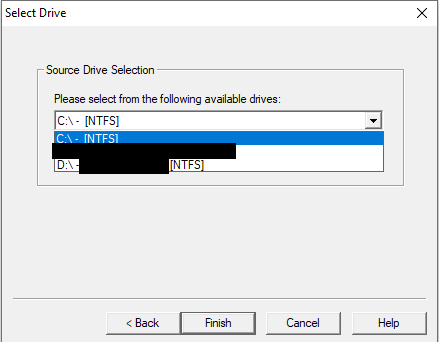 Select Drive
Source Drive Selection
Please select from the following available drives:
C:\ - [NTFS]
C:\ - [NTFS]
D:\ - [NTFS]
< Back Finish Cancel Help